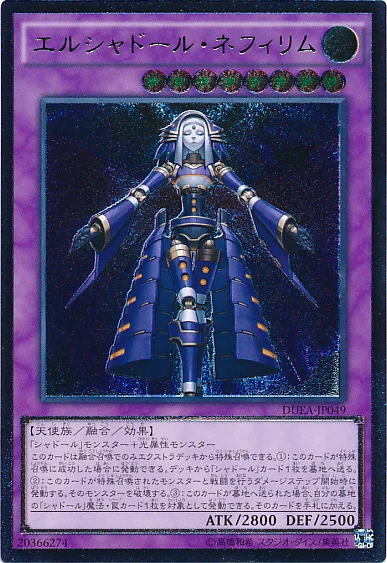 エルシャドール・ネフィリム
DUEA-JP049
【天使族／融合／効果】
「シャドール」モンスター＋光属性モンスター
このカードは融合召喚でのみエクストラデッキから特殊召喚できる。①：このカードが特殊
召喚に成功した場合に発動できる。デッキから「シャドール」カード1枚を墓地へ送る。
②：このカードが特殊召喚されたモンスターと戦闘を行うダメージステップ開始時に
発動する。そのモンスターを破壊する。③：このカードが墓地へ送られた場合、自分の墓地
の「シャドール」魔法・罠カード1枚を対象として発動できる。そのカードを手札に加える。
ATK/2800 DEF/2500
20366274
©高橋和希 スタジオ・ダイス/集英社